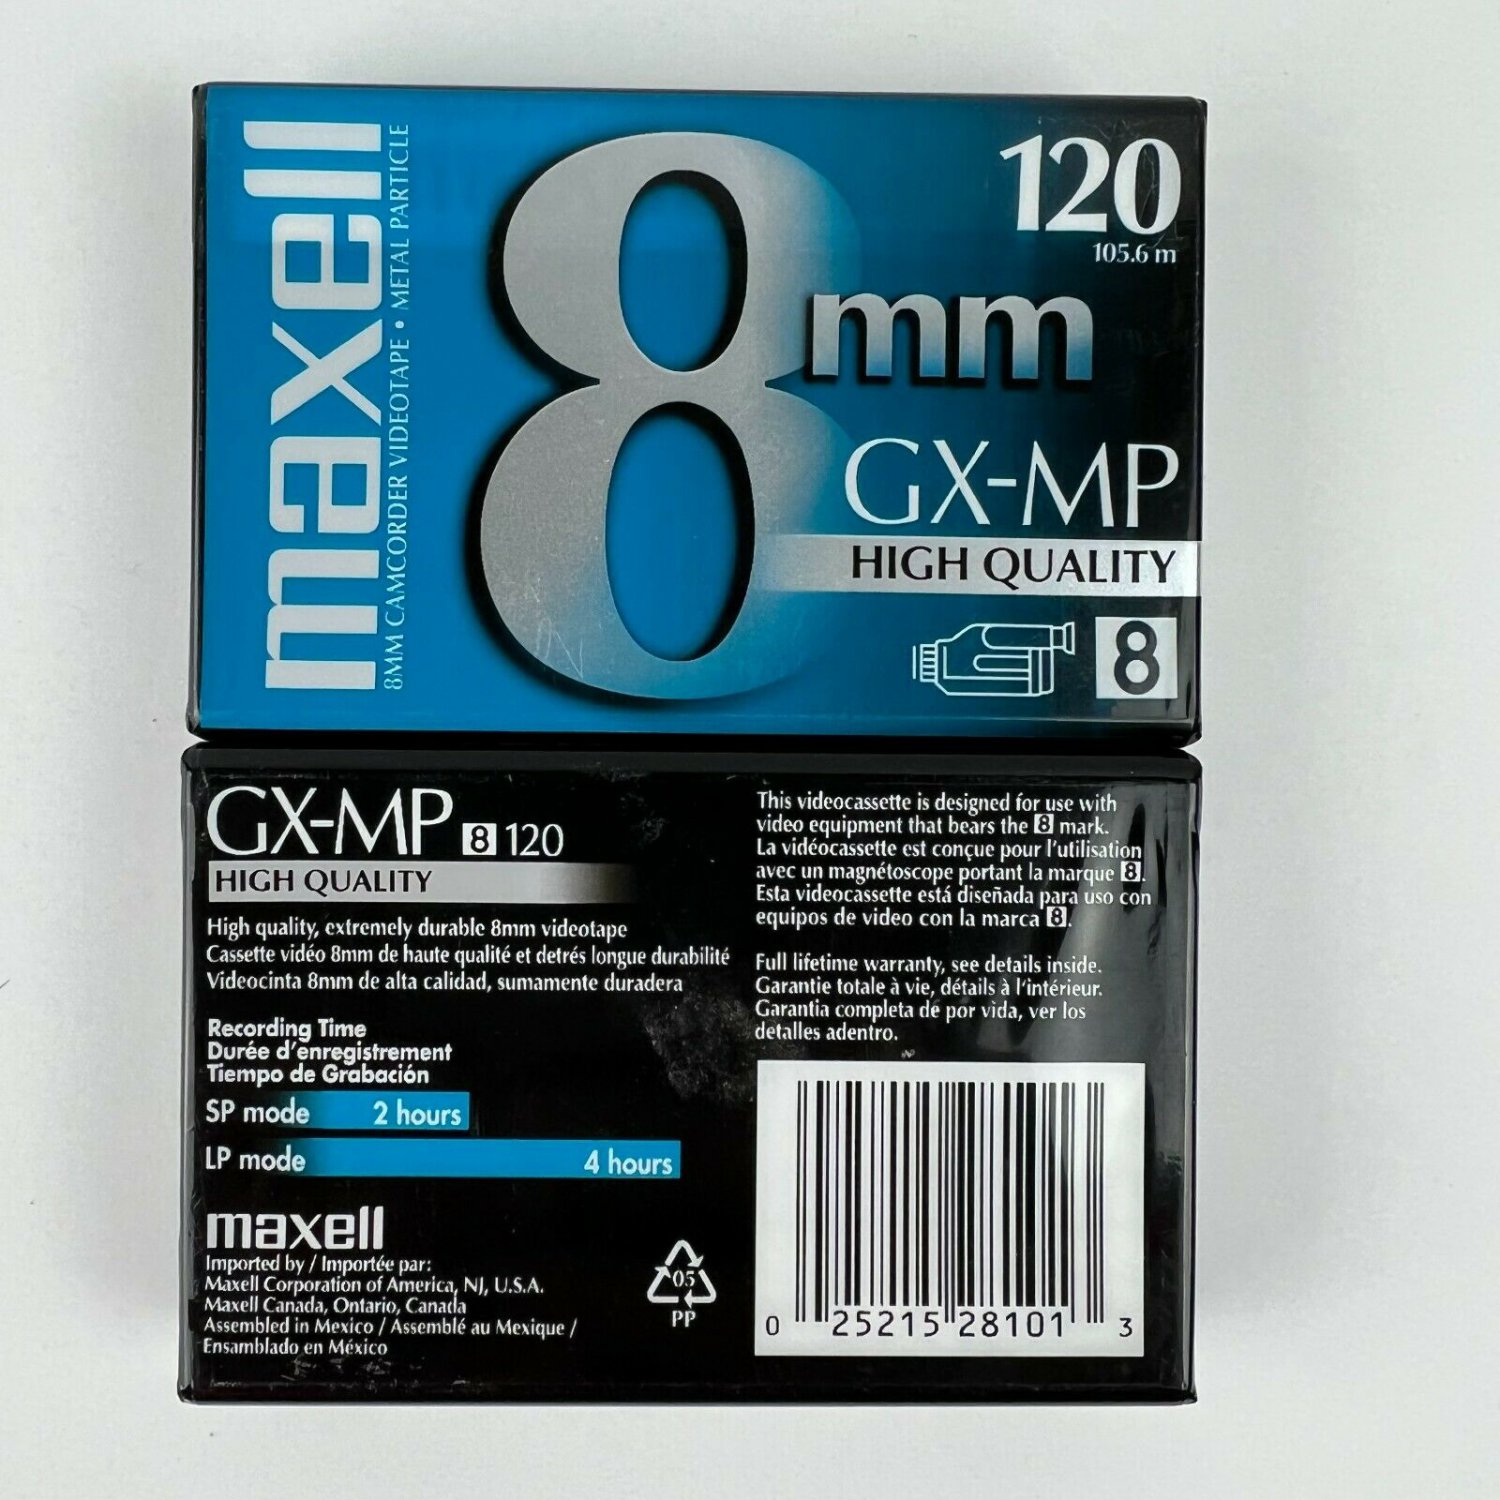 maxell
8MM CAMCORDER VIDEOTAPE • METAL PARTICLE
8mm
120
105.6 m
GX-MP
HIGH QUALITY
8
GX-MP 8 120
HIGH QUALITY
High quality, extremely durable 8mm videotape
Cassette vidéo 8mm de haute qualité et detrés longue durabilité
Videocinta 8mm de alta calidad, sumamente duradera
Recording Time
Durée d'enregistrement
Tiempo de Grabación
SP mode 2 hours
LP mode 4 hours
maxell
Imported by / Importée par:
Maxell Corporation of America, NJ, U.S.A.
Maxell Canada, Ontario, Canada
Assembled in Mexico / Assemblé au Mexique /
Ensamblado en México
05
PP
This videocassette is designed for use with
video equipment that bears the 8 mark.
La vidéocassette est conçue pour l'utilisation
avec un magnétoscope portant la marque 8.
Esta videocassette está diseñada para uso con
equipos de video con la marca 8.
Full lifetime warranty, see details inside.
Garantie totale à vie, détails à l'intérieur.
Garantia completa de por vida, ver los
detalles adentro.
0 25215 28101 3